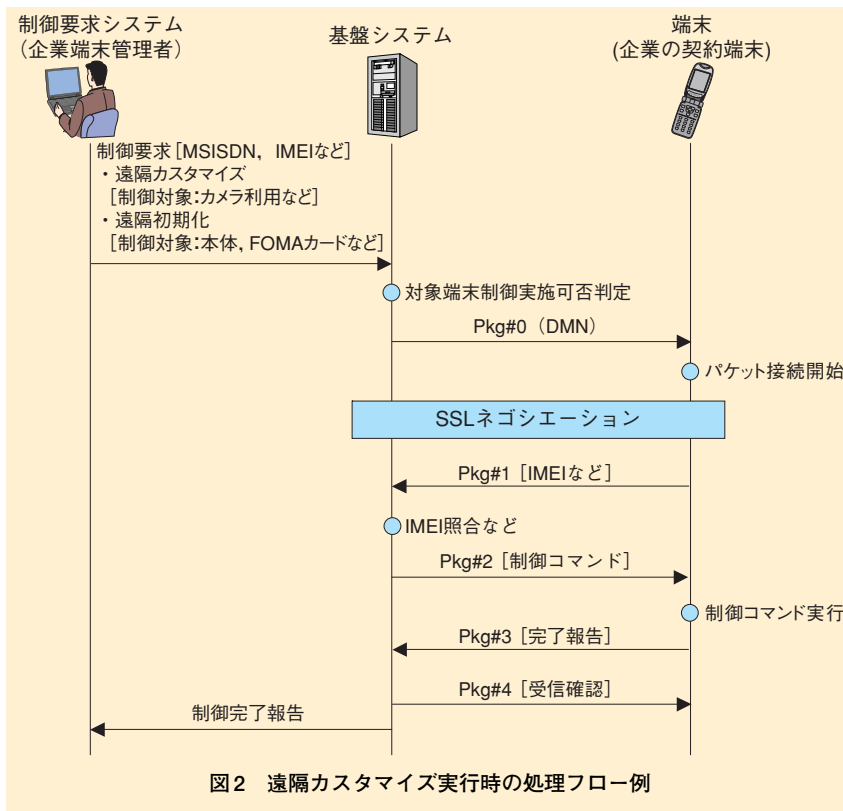 制御要求システム
（企業端末管理者）
基盤システム
端末
(企業の契約端末)
制御要求［MSISDN，IMEIなど］
・遠隔カスタマイズ
［制御対象：カメラ利用など］
・遠隔初期化
［制御対象：本体，FOMAカードなど］
対象端末制御実施可否判定
Pkg#0（DMN）
パケット接続開始
SSLネゴシエーション
Pkg#1［IMEIなど］
IMEI照合など
Pkg#2［制御コマンド］
制御コマンド実行
Pkg#3［完了報告］
Pkg#4［受信確認］
制御完了報告
図2　遠隔カスタマイズ実行時の処理フロー例